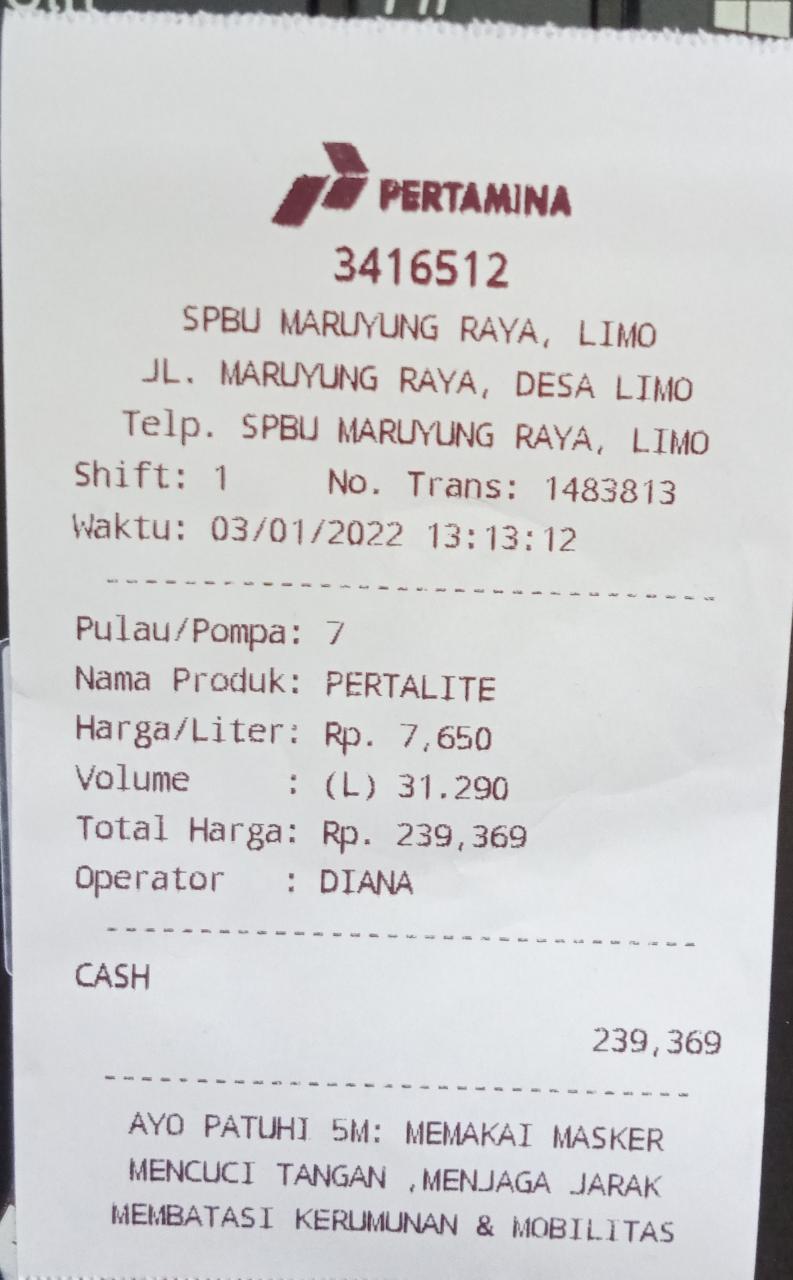 PERTAMINA
3416512
SPBU MARUYUNG RAYA, LIMO
JL. MARUYUNG RAYA, DESA LIMO
Telp. SPBU MARUYUNG RAYA, LIMO
Shift: 1 No. Trans: 1483813
Waktu: 03/01/2022 13:13:12
Pulau/Pompa: 7
Nama Produk: PERTALITE
Harga/Liter: Rp. 7,650
Volume : (L) 31.290
Total Harga: Rp. 239,369
Operator : DIANA
CASH
239,369
AYO PATUHI 5M: MEMAKAI MASKER
MENCUCI TANGAN ,MENJAGA JARAK
MEMBATASI KERUMUNAN & MOBILITAS